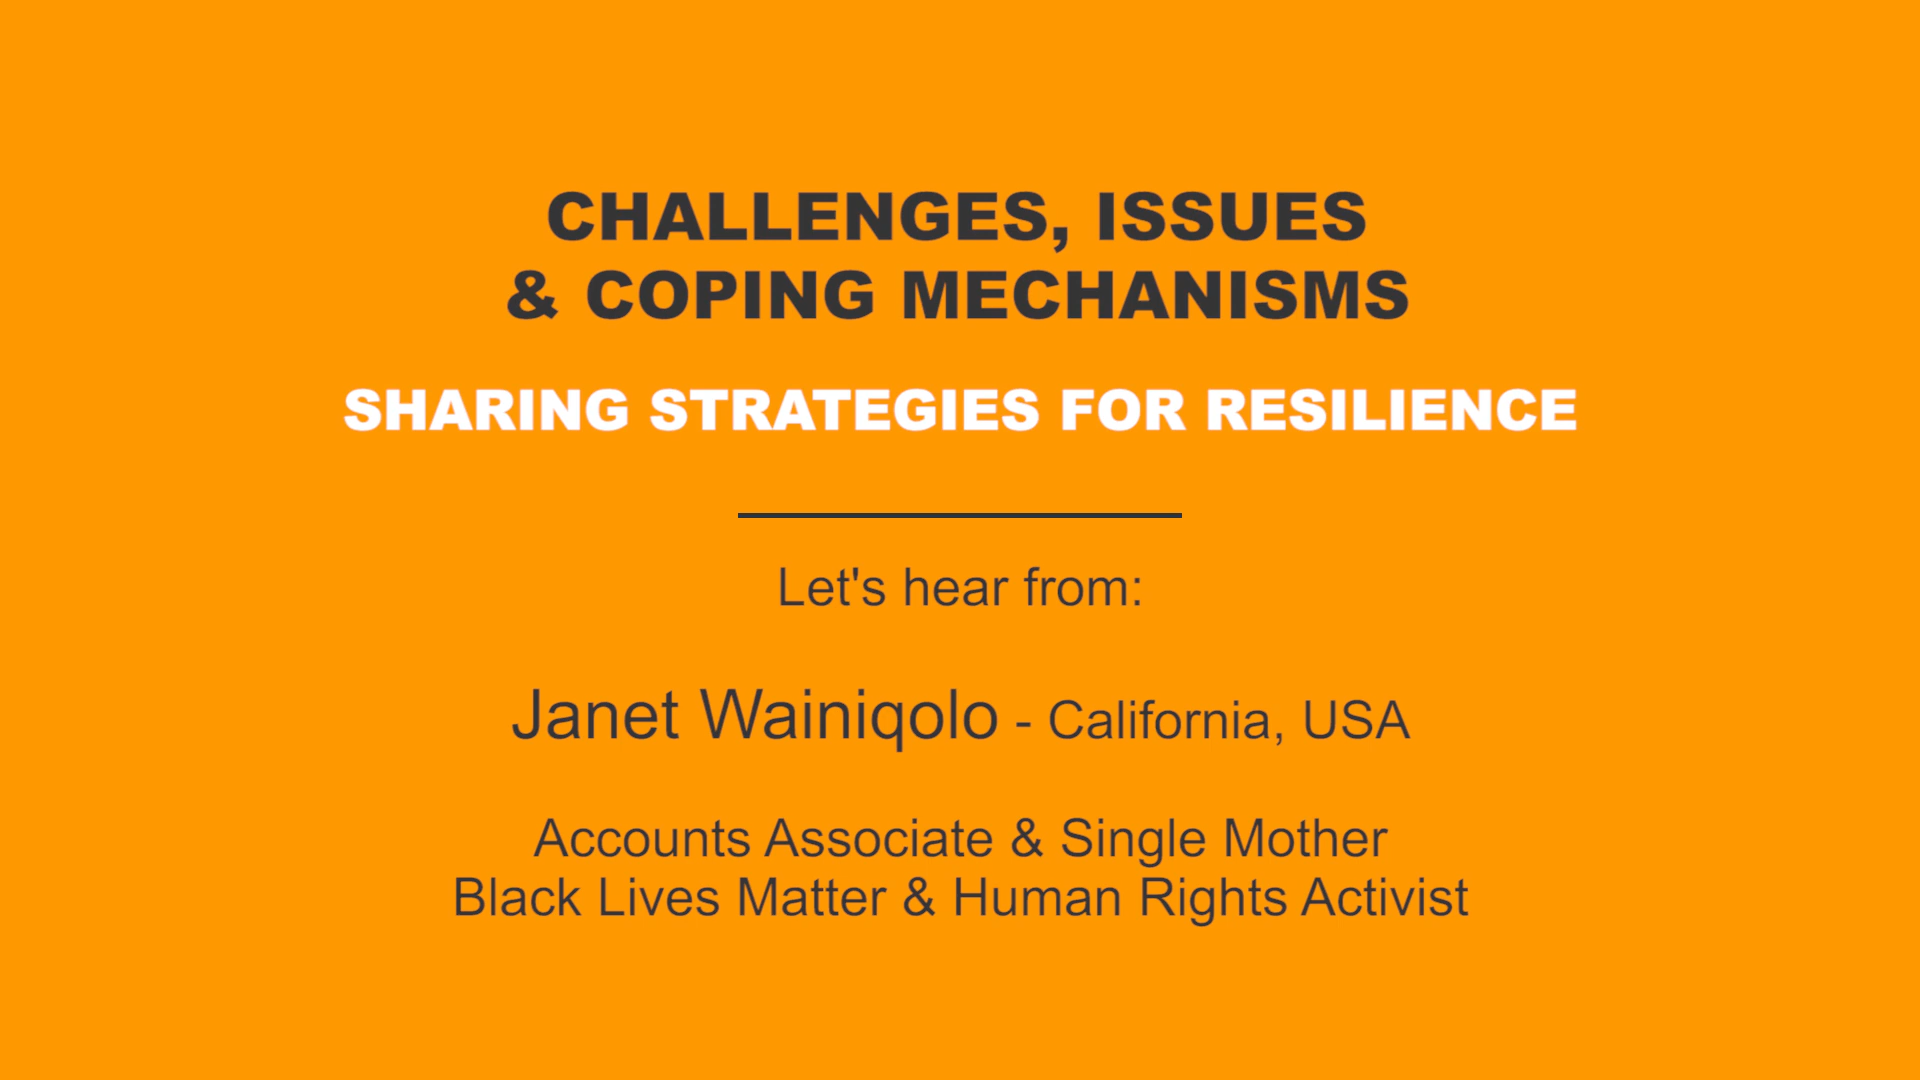 CHALLENGES, ISSUES
& COPING MECHANISMS
SHARING STRATEGIES FOR RESILIENCE
Let's hear from:
Janet Wainiqolo - California, USA
Accounts Associate & Single Mother
Black Lives Matter & Human Rights Activist